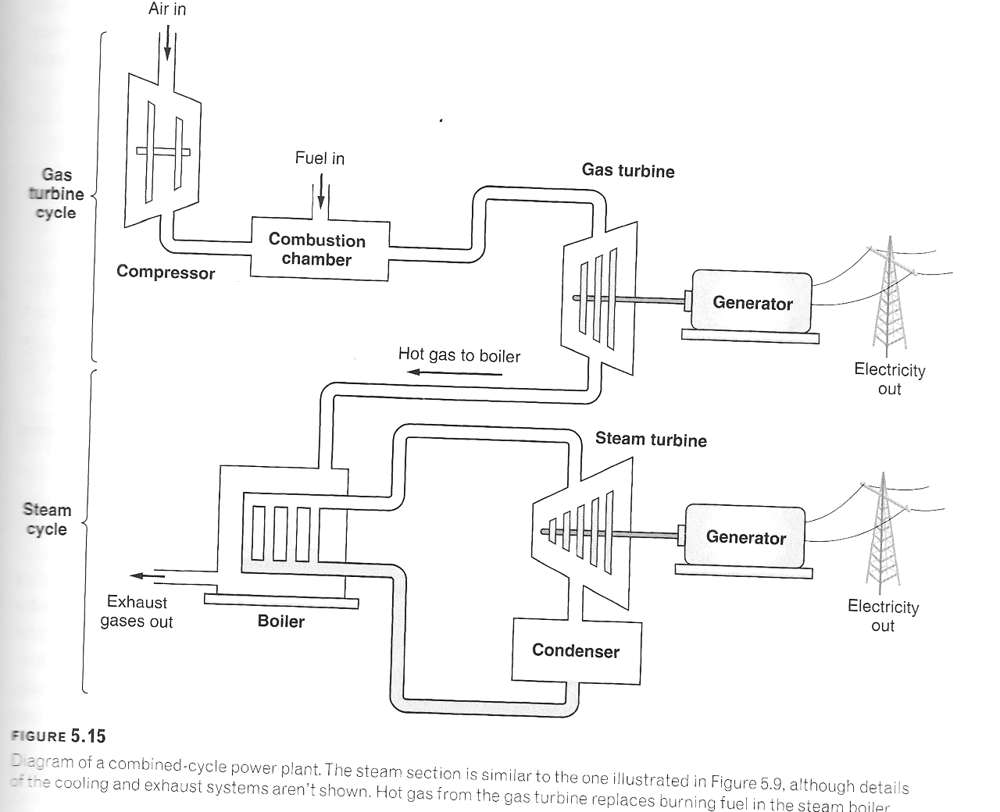 Air in
Gas
turbine
cycle
Fuel in
Gas turbine
Combustion
chamber
Compressor
Generator
Hot gas to boiler
Electricity
out
Steam turbine
Steam
cycle
Generator
Exhaust
gases out
Boiler
Condenser
Electricity
out
FIGURE 5.15
Diagram of a combined-cycle power plant. The steam section is similar to the one illustrated in Figure 5.9, although details
of the cooling and exhaust systems aren't shown. Hot gas from the gas turbine replaces burning fuel in the steam boiler